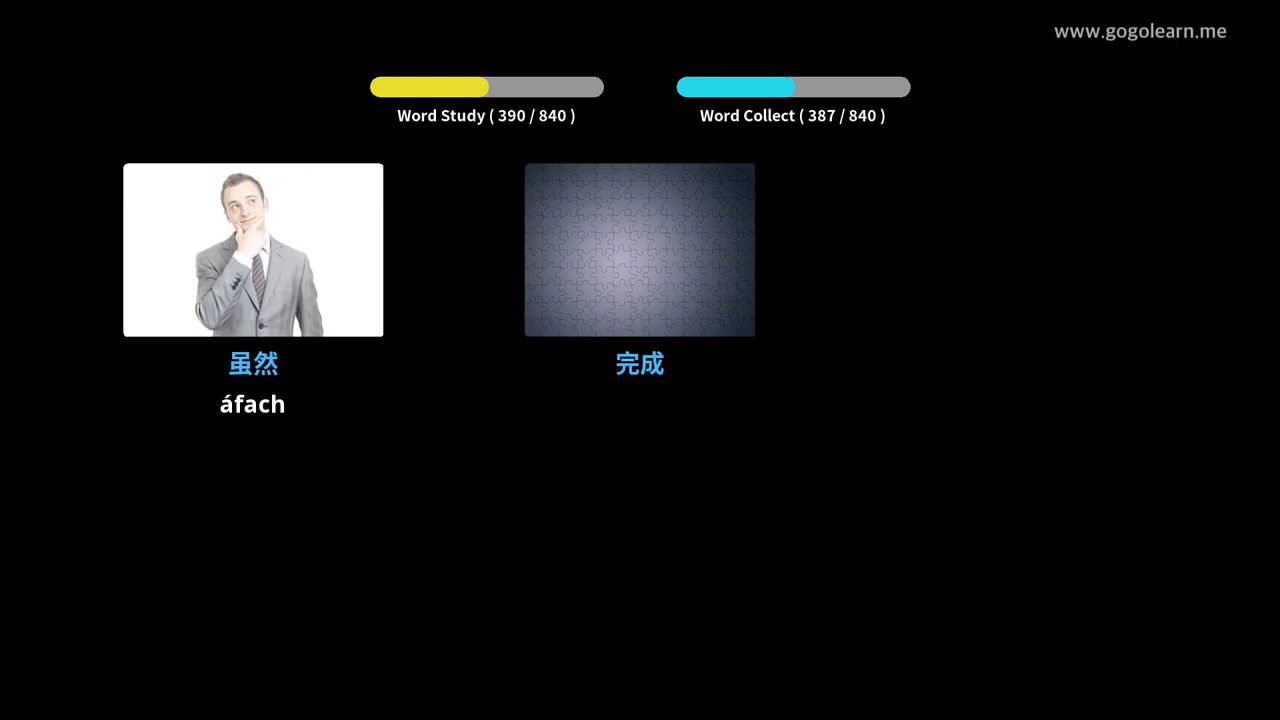 www.gogolearn.me
Word Study ( 390 / 840 )
Word Collect ( 387 / 840 )
虽然
完成
áfach